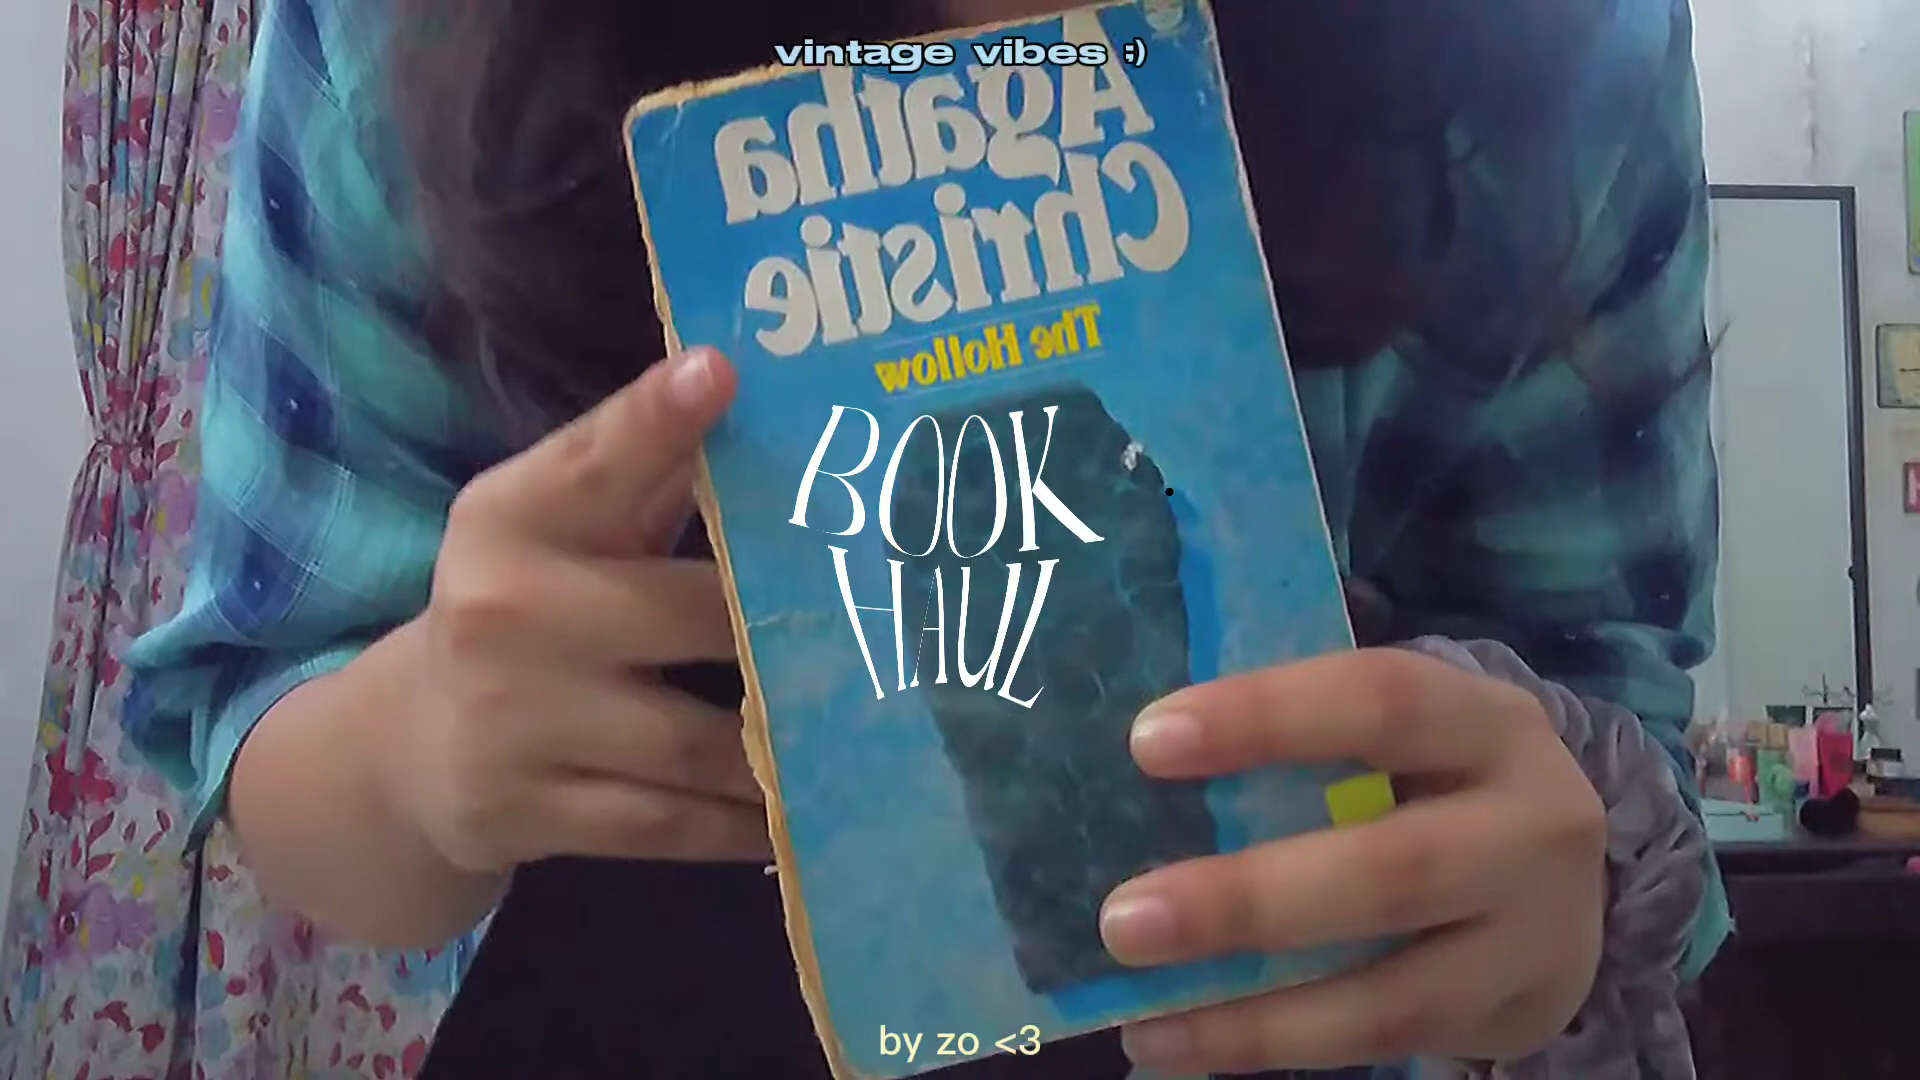 vintage vibes ;)
Agatha
Christie
The Hollow
BOOK
HAUL
by zo <3